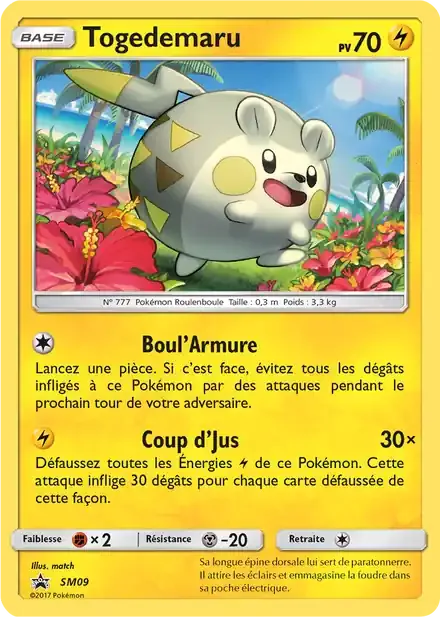 BASE Togedemaru PV70
N° 777 Pokémon Roulenboule Taille : 0,3 m Poids : 3,3 kg
Boul'Armure
Lancez une pièce. Si c'est face, évitez tous les dégâts
infligés à ce Pokémon par des attaques pendant le
prochain tour de votre adversaire.
Coup d'Jus 30×
Défaussez toutes les Énergies de ce Pokémon. Cette
attaque inflige 30 dégâts pour chaque carte défaussée de
cette façon.
Faiblesse ×2 Résistance -20 Retraite
Illus. match
SM09
©2017 Pokémon
Sa longue épine dorsale lui sert de paratonnerre.
Il attire les éclairs et emmagasine la foudre dans
sa poche électrique.